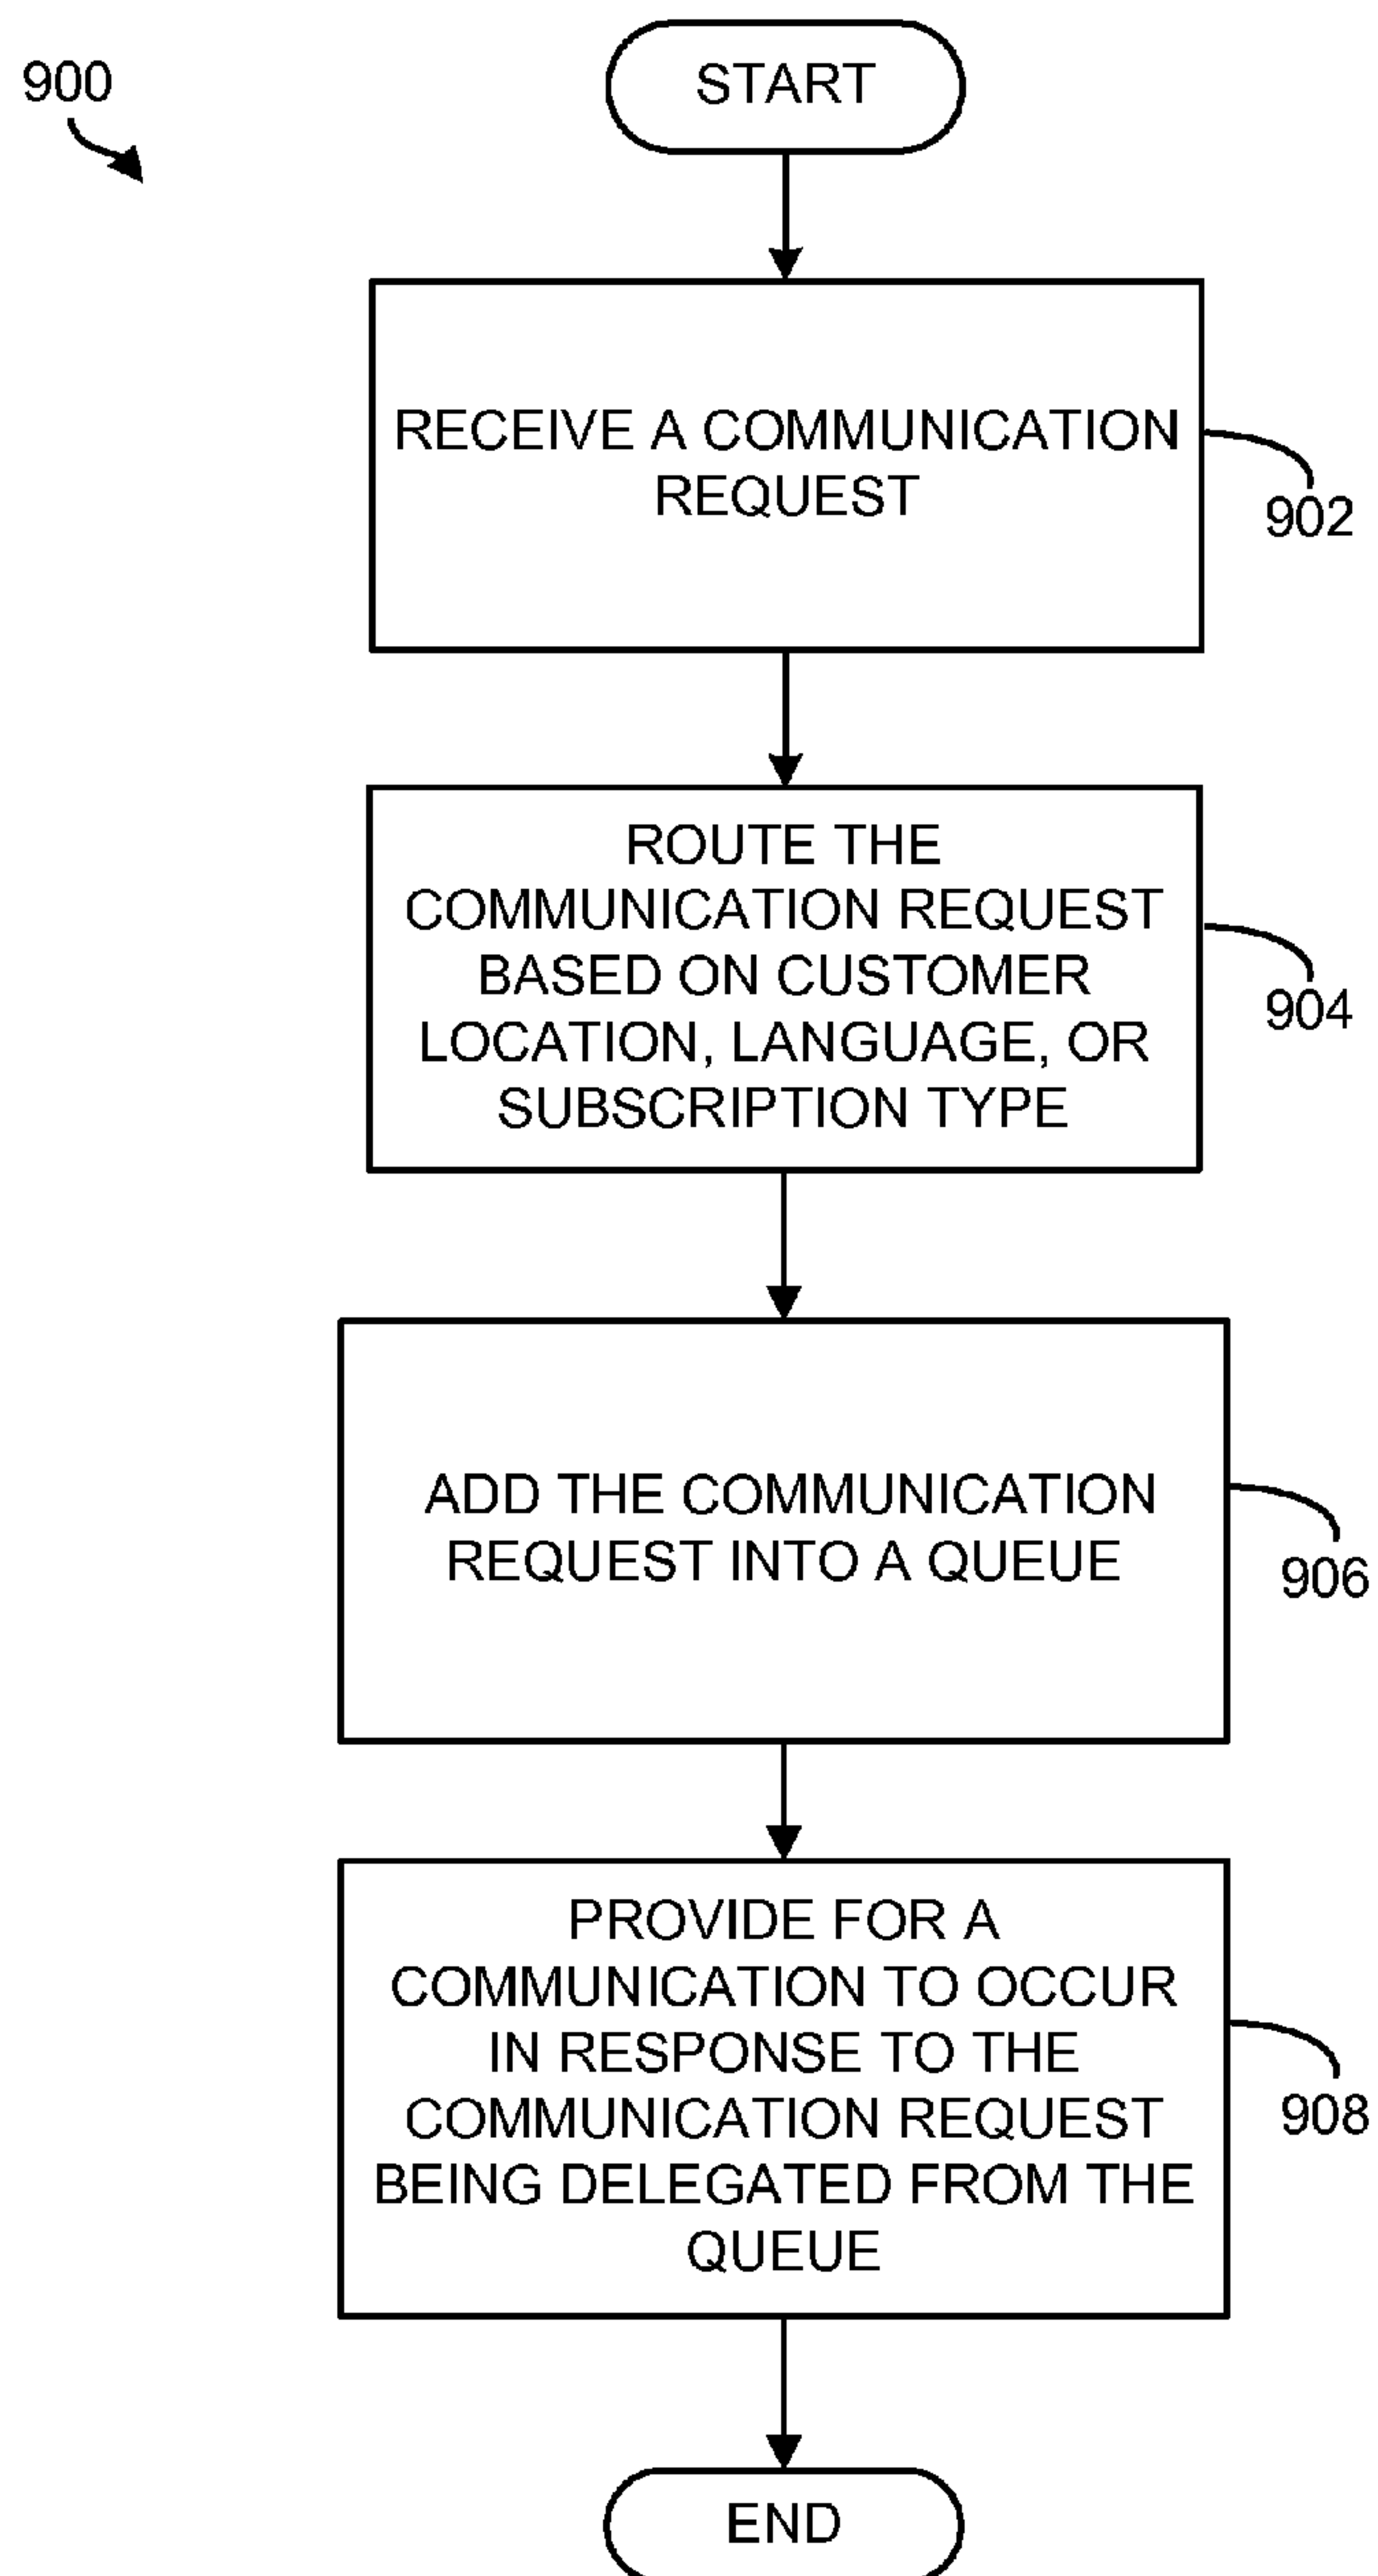 900
START
RECEIVE A COMMUNICATION
REQUEST
902
ROUTE THE
COMMUNICATION REQUEST
BASED ON CUSTOMER
LOCATION, LANGUAGE, OR
SUBSCRIPTION TYPE
904
ADD THE COMMUNICATION
REQUEST INTO A QUEUE
906
PROVIDE FOR A
COMMUNICATION TO OCCUR
IN RESPONSE TO THE
COMMUNICATION REQUEST
BEING DELEGATED FROM THE
QUEUE
908
END